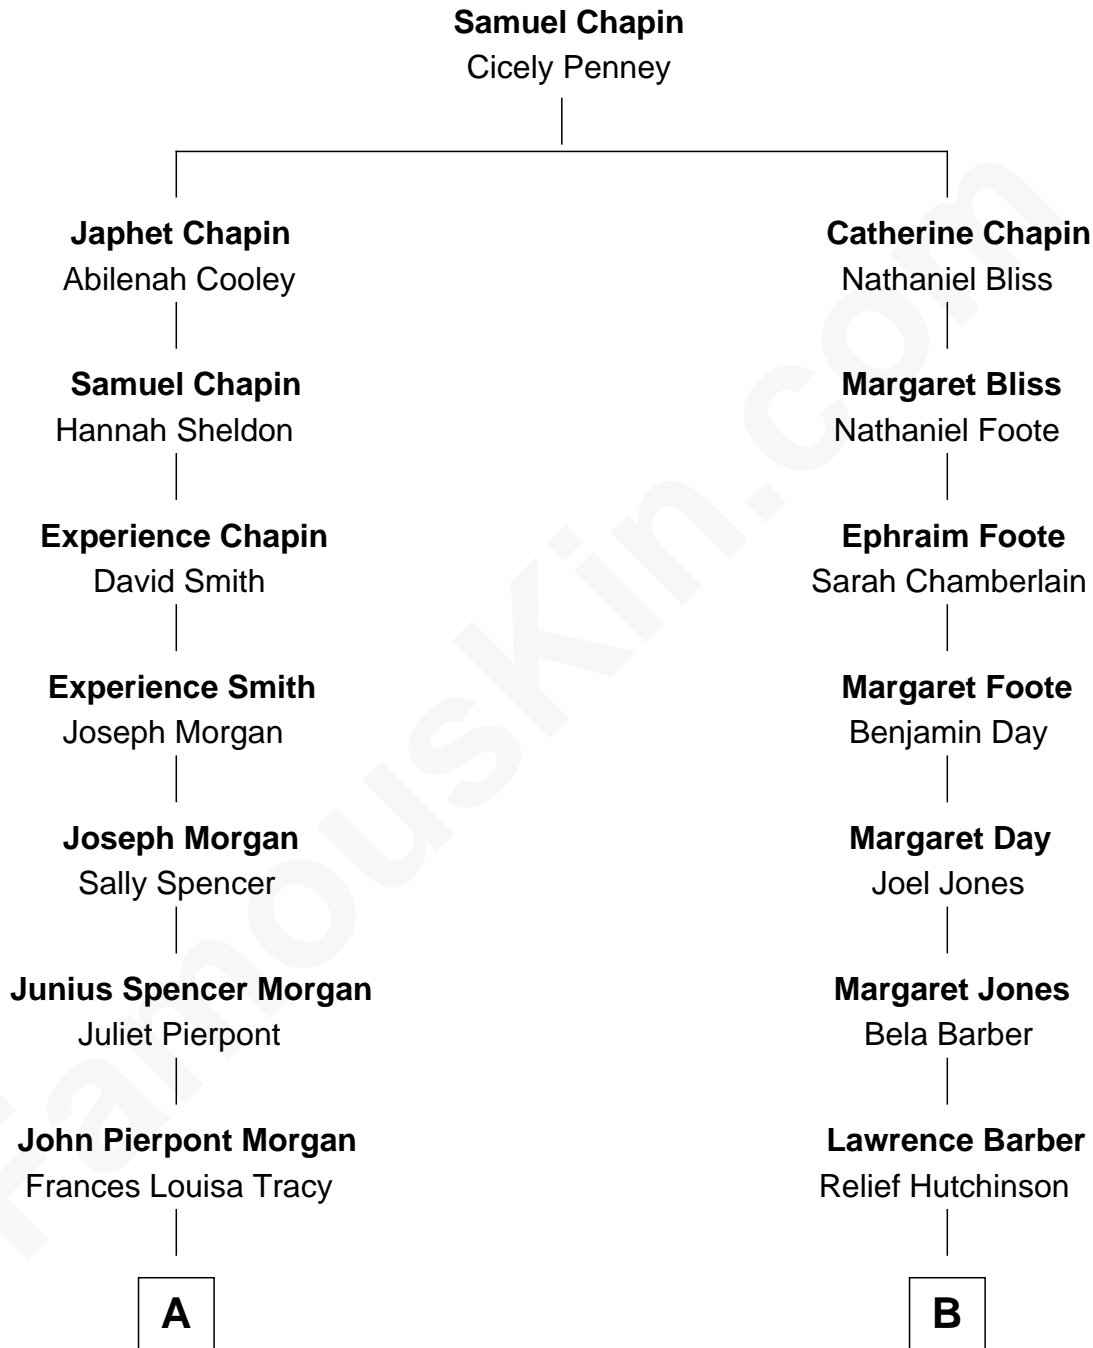 Samuel Chapin
Cicely Penney
Japhet Chapin
Abilenah Cooley
Catherine Chapin
Nathaniel Bliss
Samuel Chapin
Hannah Sheldon
Margaret Bliss
Nathaniel Foote
Experience Chapin
David Smith
Ephraim Foote
Sarah Chamberlain
Experience Smith
Joseph Morgan
Margaret Foote
Benjamin Day
Joseph Morgan
Sally Spencer
Margaret Day
Joel Jones
Junius Spencer Morgan
Juliet Pierpont
Margaret Jones
Bela Barber
John Pierpont Morgan
Frances Louisa Tracy
Lawrence Barber
Relief Hutchinson
A
B
FamousKin.com